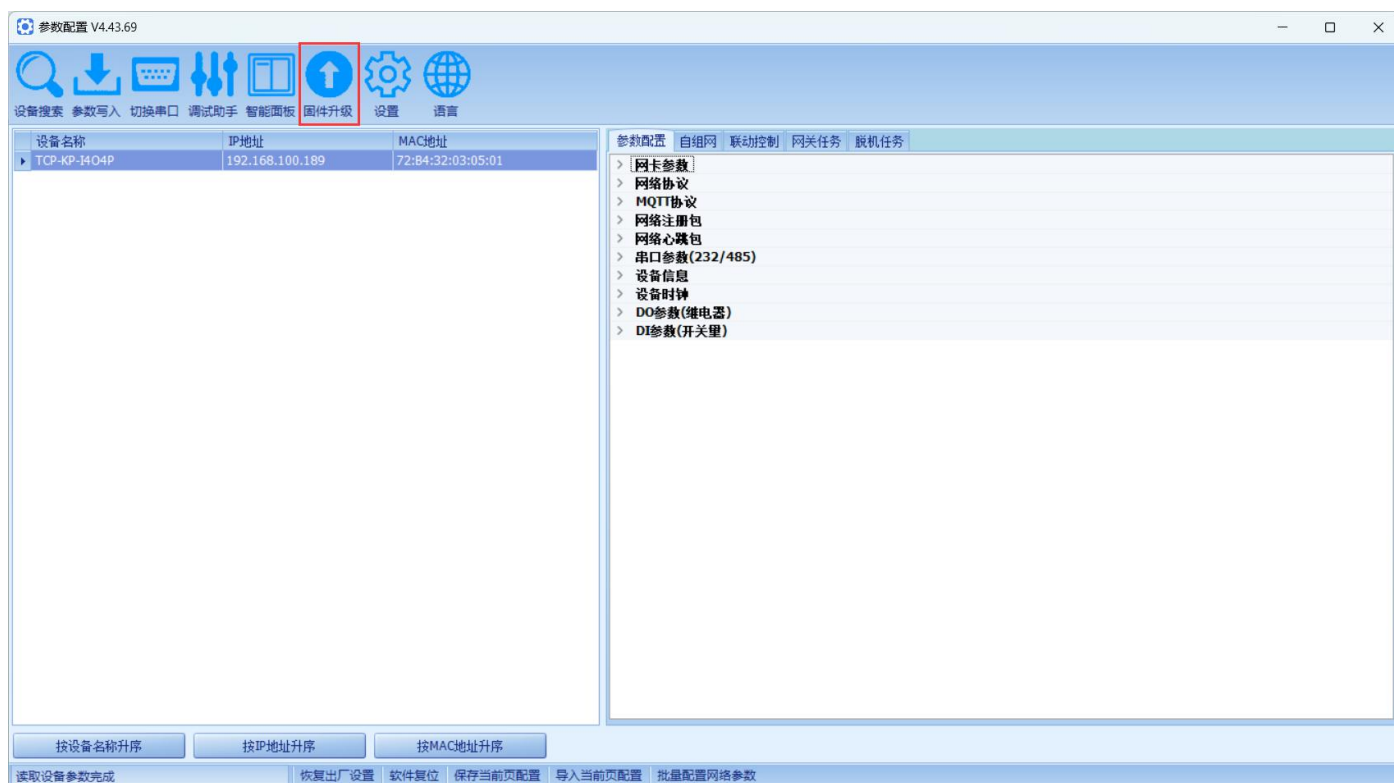 参数配置 V4.43.69
设备搜索 参数写入 切换串口 调试助手 智能面板 固件升级 设置 语言
设备名称 IP地址 MAC地址
TCP-KP-I4O4P 192.168.100.189 72:B4:32:03:05:01
参数配置 自组网 联动控制 网关任务 脱机任务
网卡参数
网络协议
MQTT协议
网络注册包
网络心跳包
串口参数(232/485)
设备信息
设备时钟
DO参数(继电器)
DI参数(开关量)
按设备名称升序 按IP地址升序 按MAC地址升序
读取设备参数完成 恢复出厂设置 软件复位 保存当前页配置 导入当前页配置 批量配置网络参数